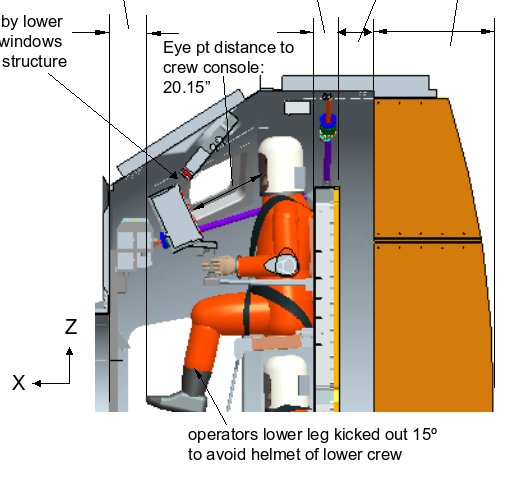 by lower
windows
structure
Eye pt distance to
crew console:
20.15”
Z
X
operators lower leg kicked out 15º
to avoid helmet of lower crew